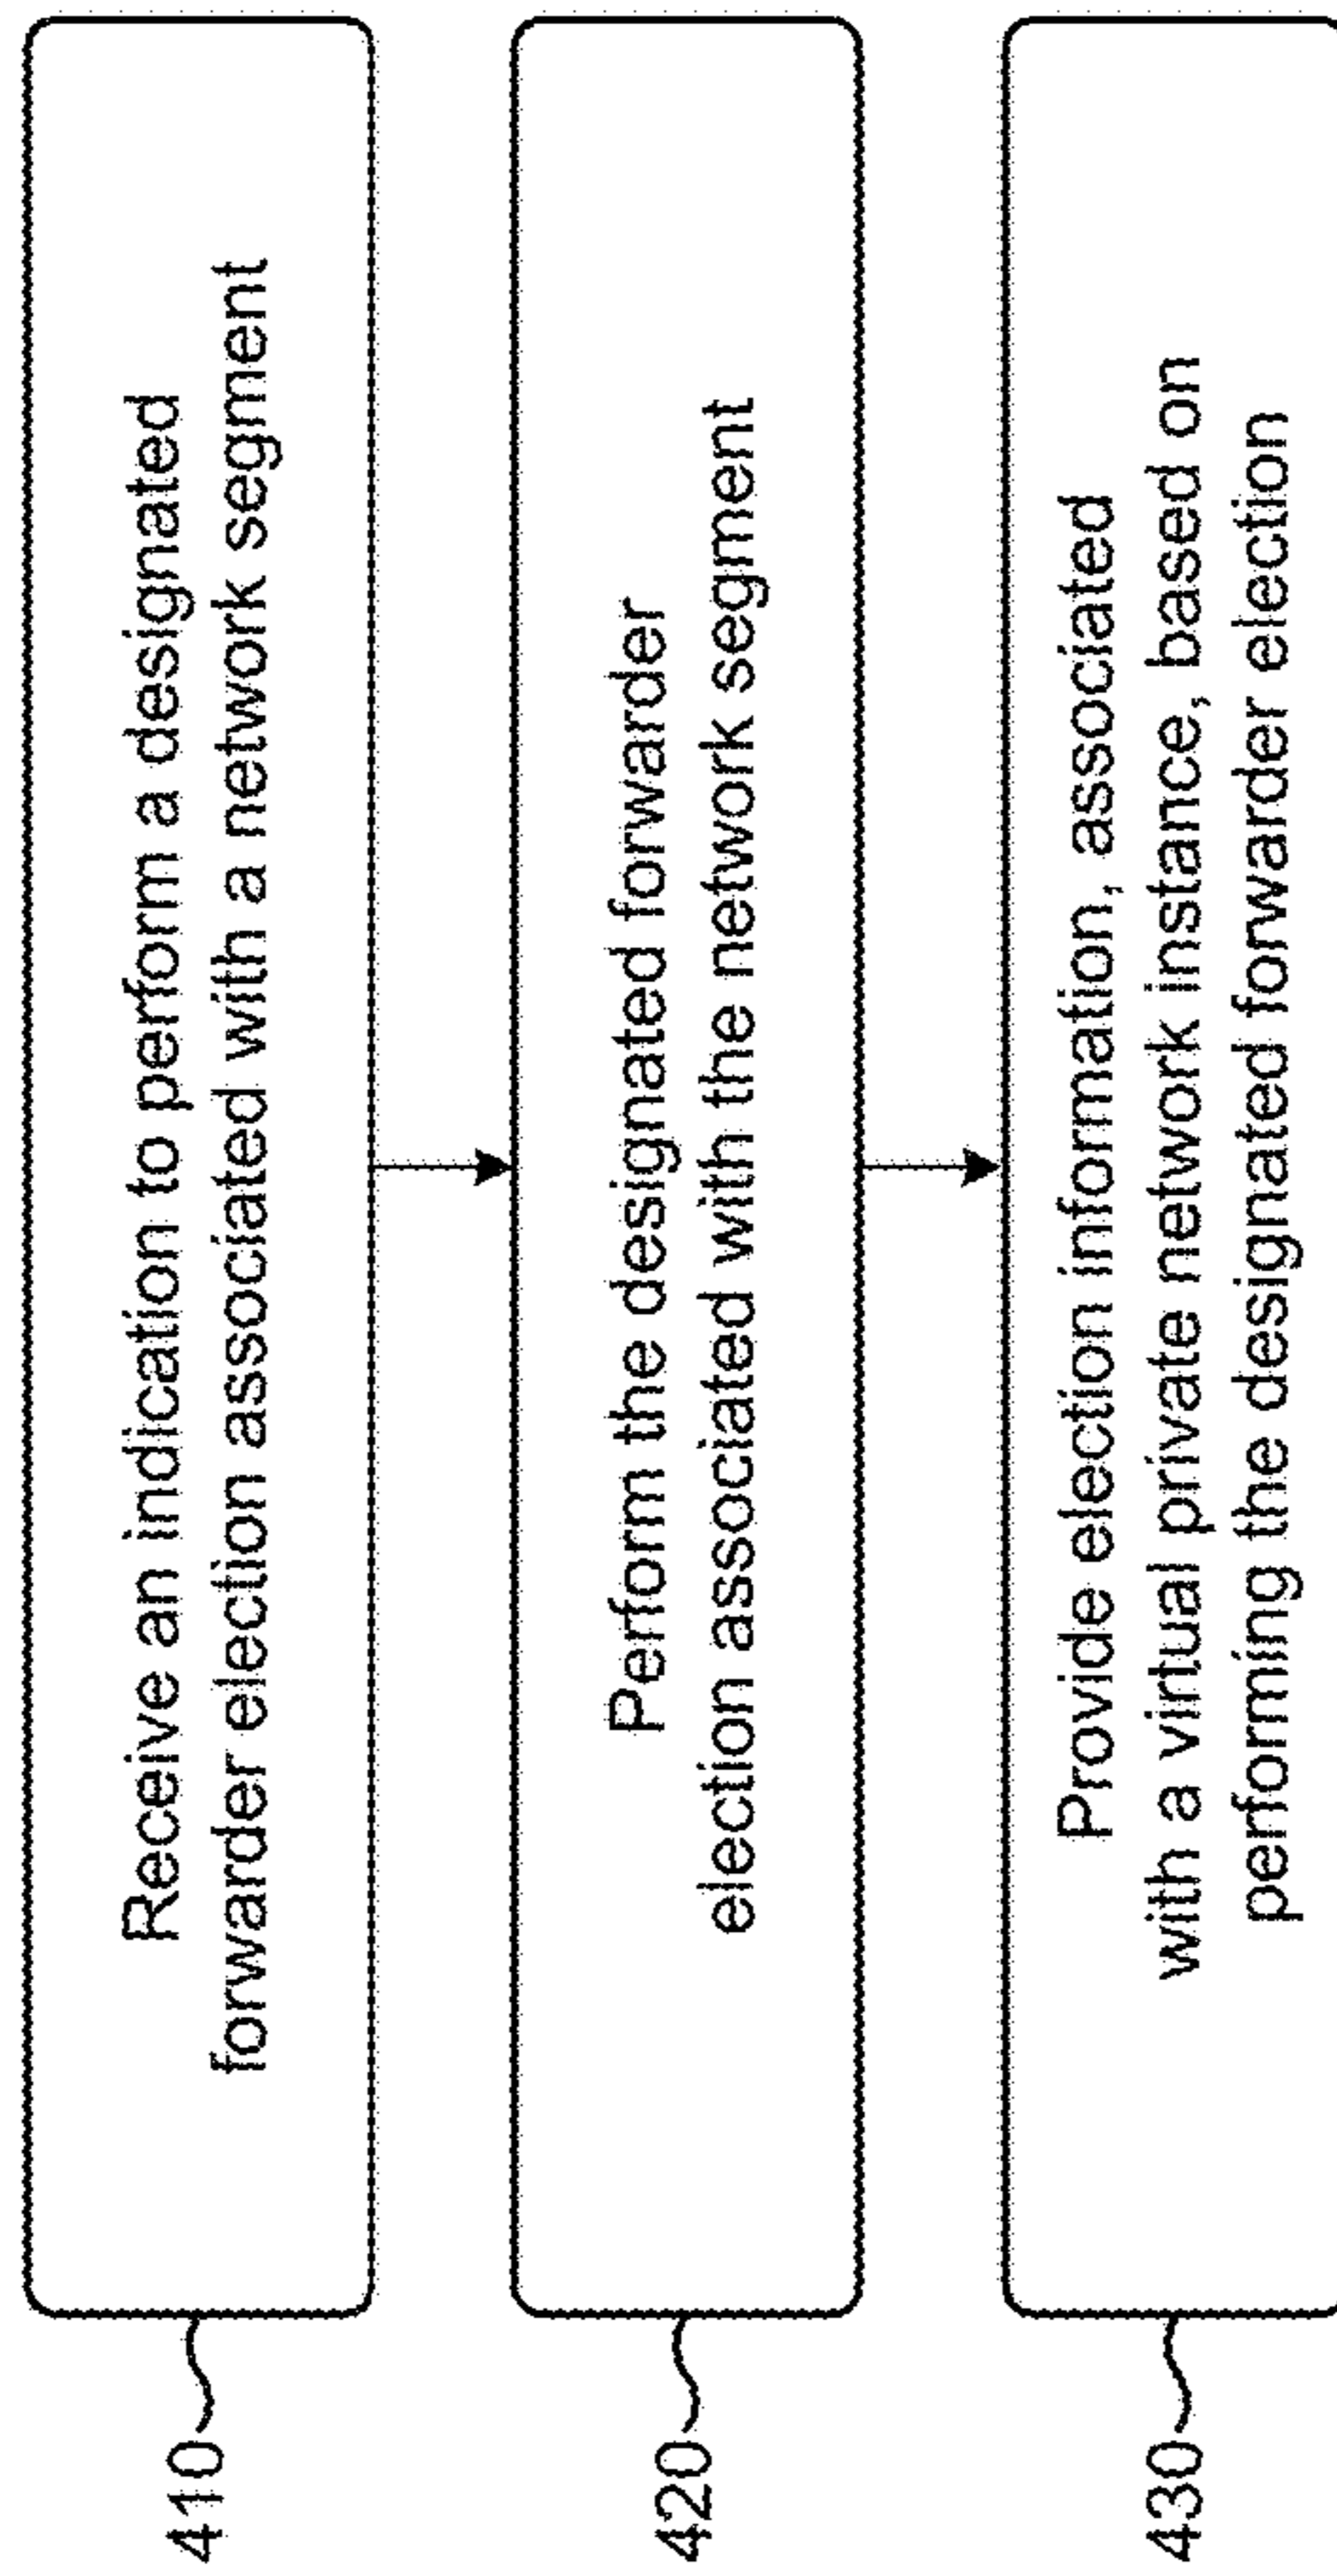 410
Receive an indication to perform a designated
forwarder election associated with a network segment
420
Perform the designated forwarder
election associated with the network segment
430
Provide election information, associated
with a virtual private network instance, based on
performing the designated forwarder election